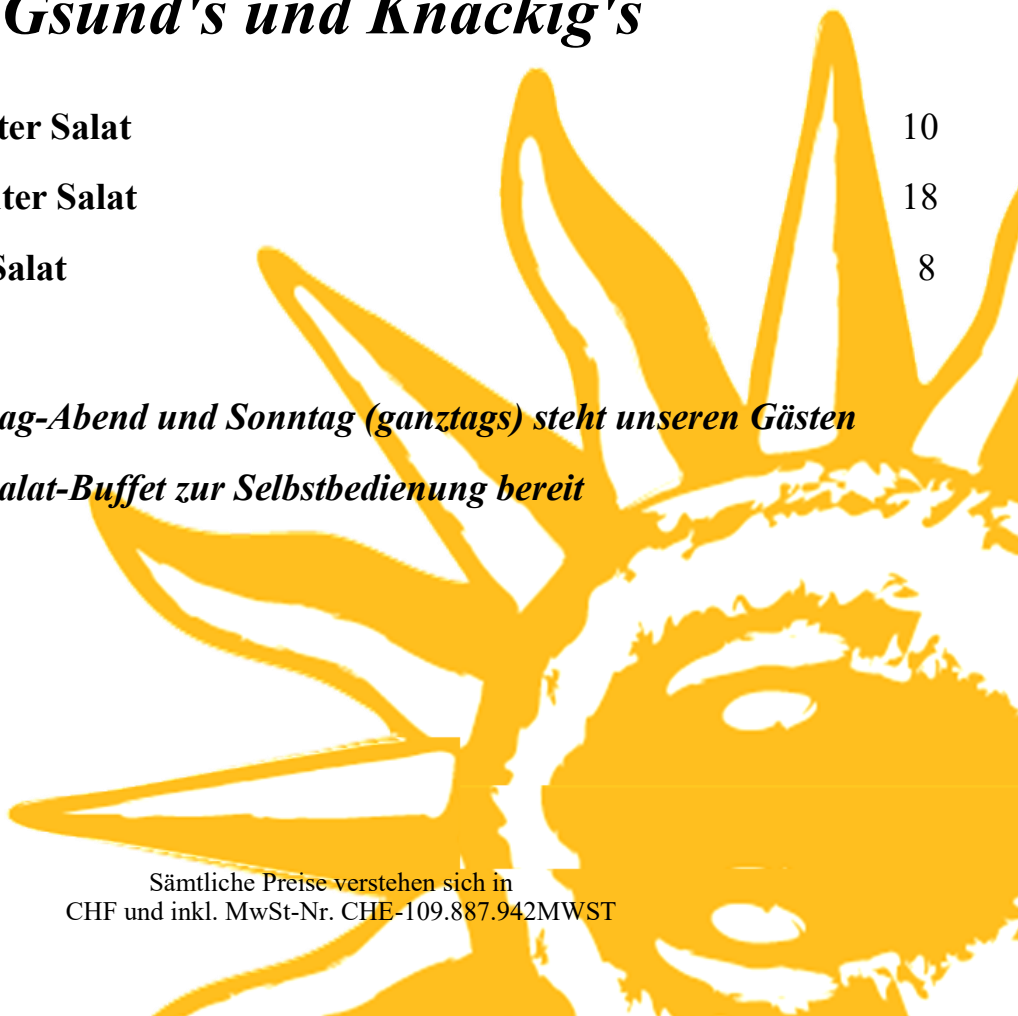 Gsund's und Knackig's
ter Salat 10
ter Salat 18
Salat 8
ag-Abend und Sonntag (ganztags) steht unseren Gästen
alat-Buffet zur Selbstbedienung bereit
Sämtliche Preise verstehen sich in
CHF und inkl. MwSt-Nr. CHE-109.887.942MWST